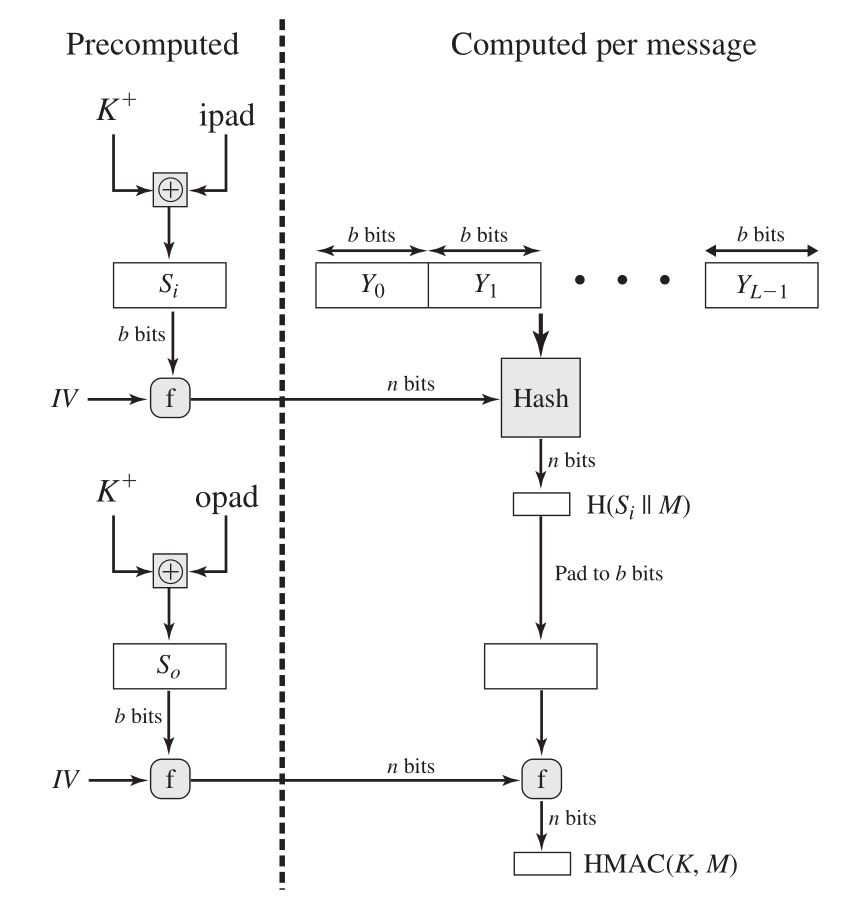 Precomputed
Computed per message
K⁺
ipad
⊕
b bits
b bits
b bits
Sᵢ
Y₀
Y₁
• • •
Y_{L−1}
b bits
IV
f
n bits
Hash
n bits
H(Sᵢ || M)
K⁺
opad
⊕
Pad to b bits
Sₒ
b bits
IV
f
n bits
f
n bits
HMAC(K, M)